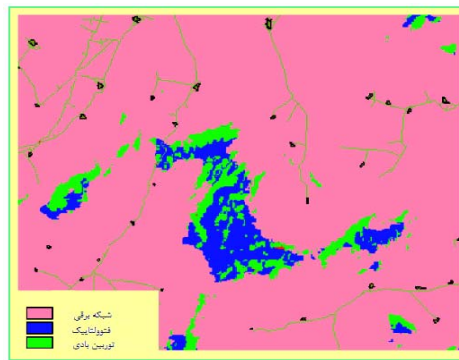 شبکه برقی
فتوولتاییک
توربین بادی